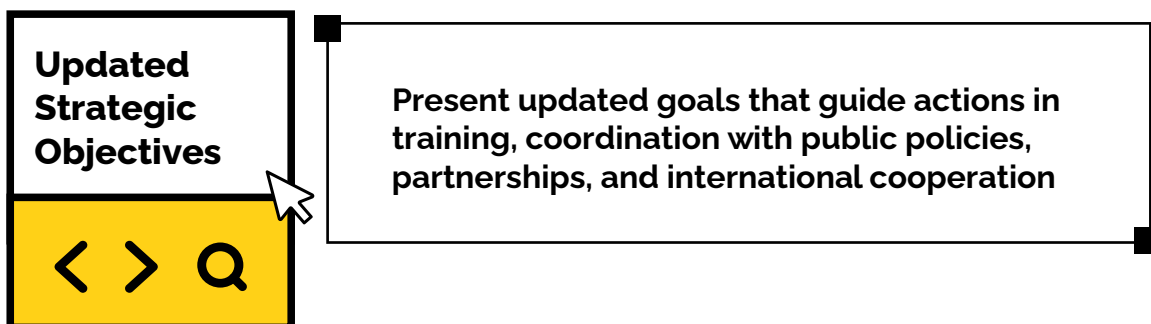 Updated
Strategic
Objectives
Present updated goals that guide actions in
training, coordination with public policies,
partnerships, and international cooperation